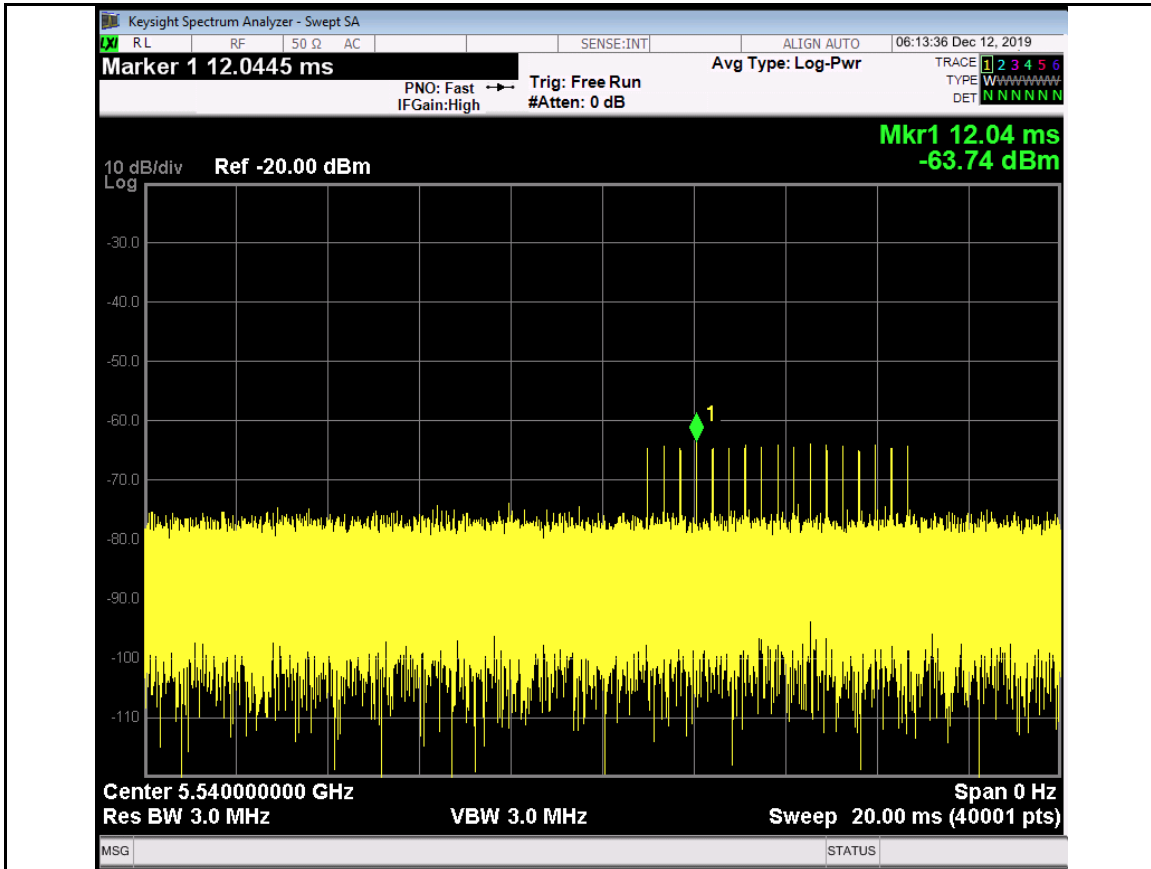 Keysight Spectrum Analyzer - Swept SA
LXI RL RF 50 Ω AC SENSE:INT ALIGN AUTO 06:13:36 Dec 12, 2019
Marker 1 12.0445 ms
PNO: Fast
IFGain:High
Trig: Free Run
#Atten: 0 dB
Avg Type: Log-Pwr
TRACE 1 2 3 4 5 6
TYPE WWWWWW
DET N N N N N N
Mkr1 12.04 ms
-63.74 dBm
10 dB/div Ref -20.00 dBm
Log
-30.0
-40.0
-50.0
1
-60.0
-70.0
-80.0
-90.0
-100
-110
Center 5.540000000 GHz Span 0 Hz
Res BW 3.0 MHz VBW 3.0 MHz Sweep 20.00 ms (40001 pts)
MSG STATUS